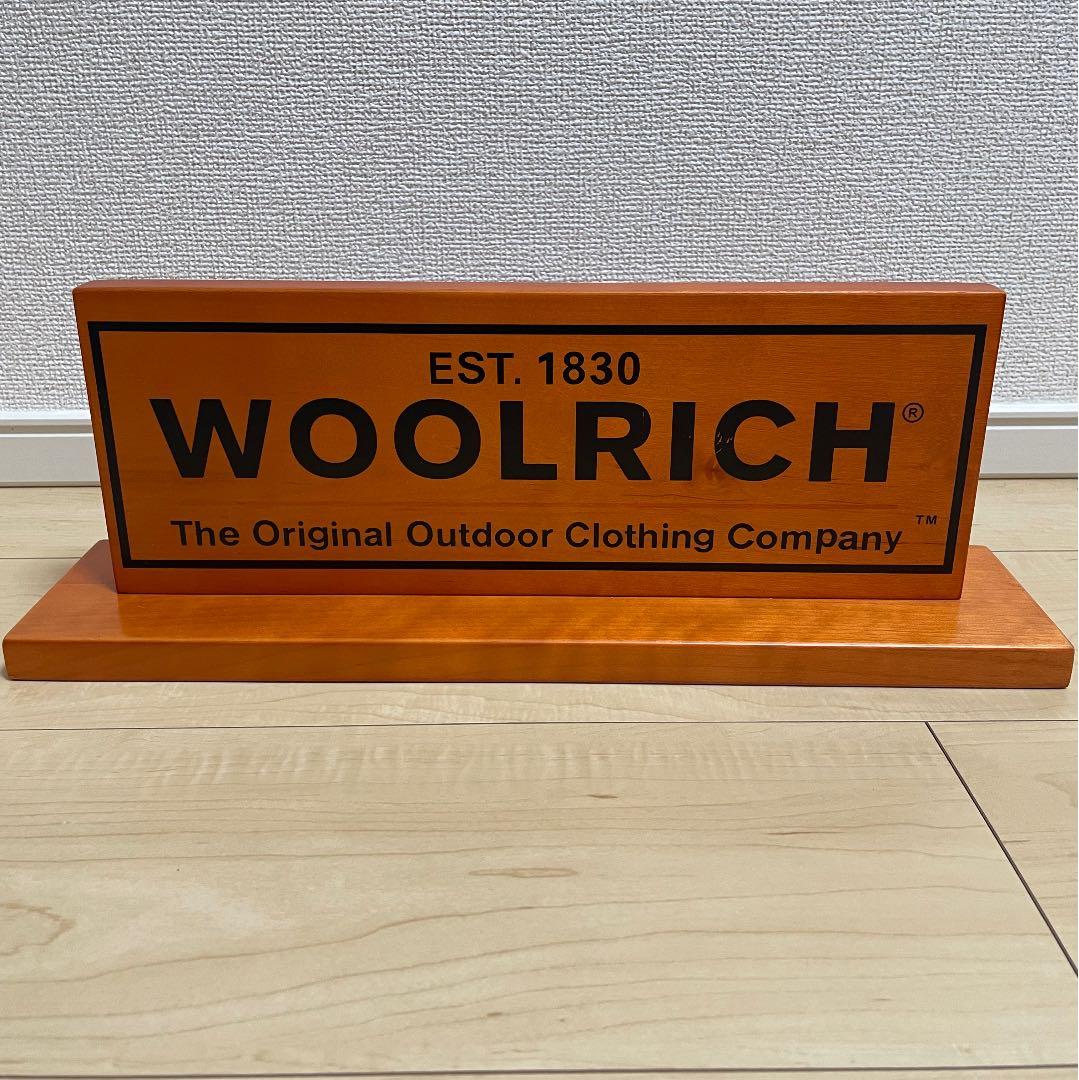 EST. 1830
WOOLRICH®
The Original Outdoor Clothing Company™